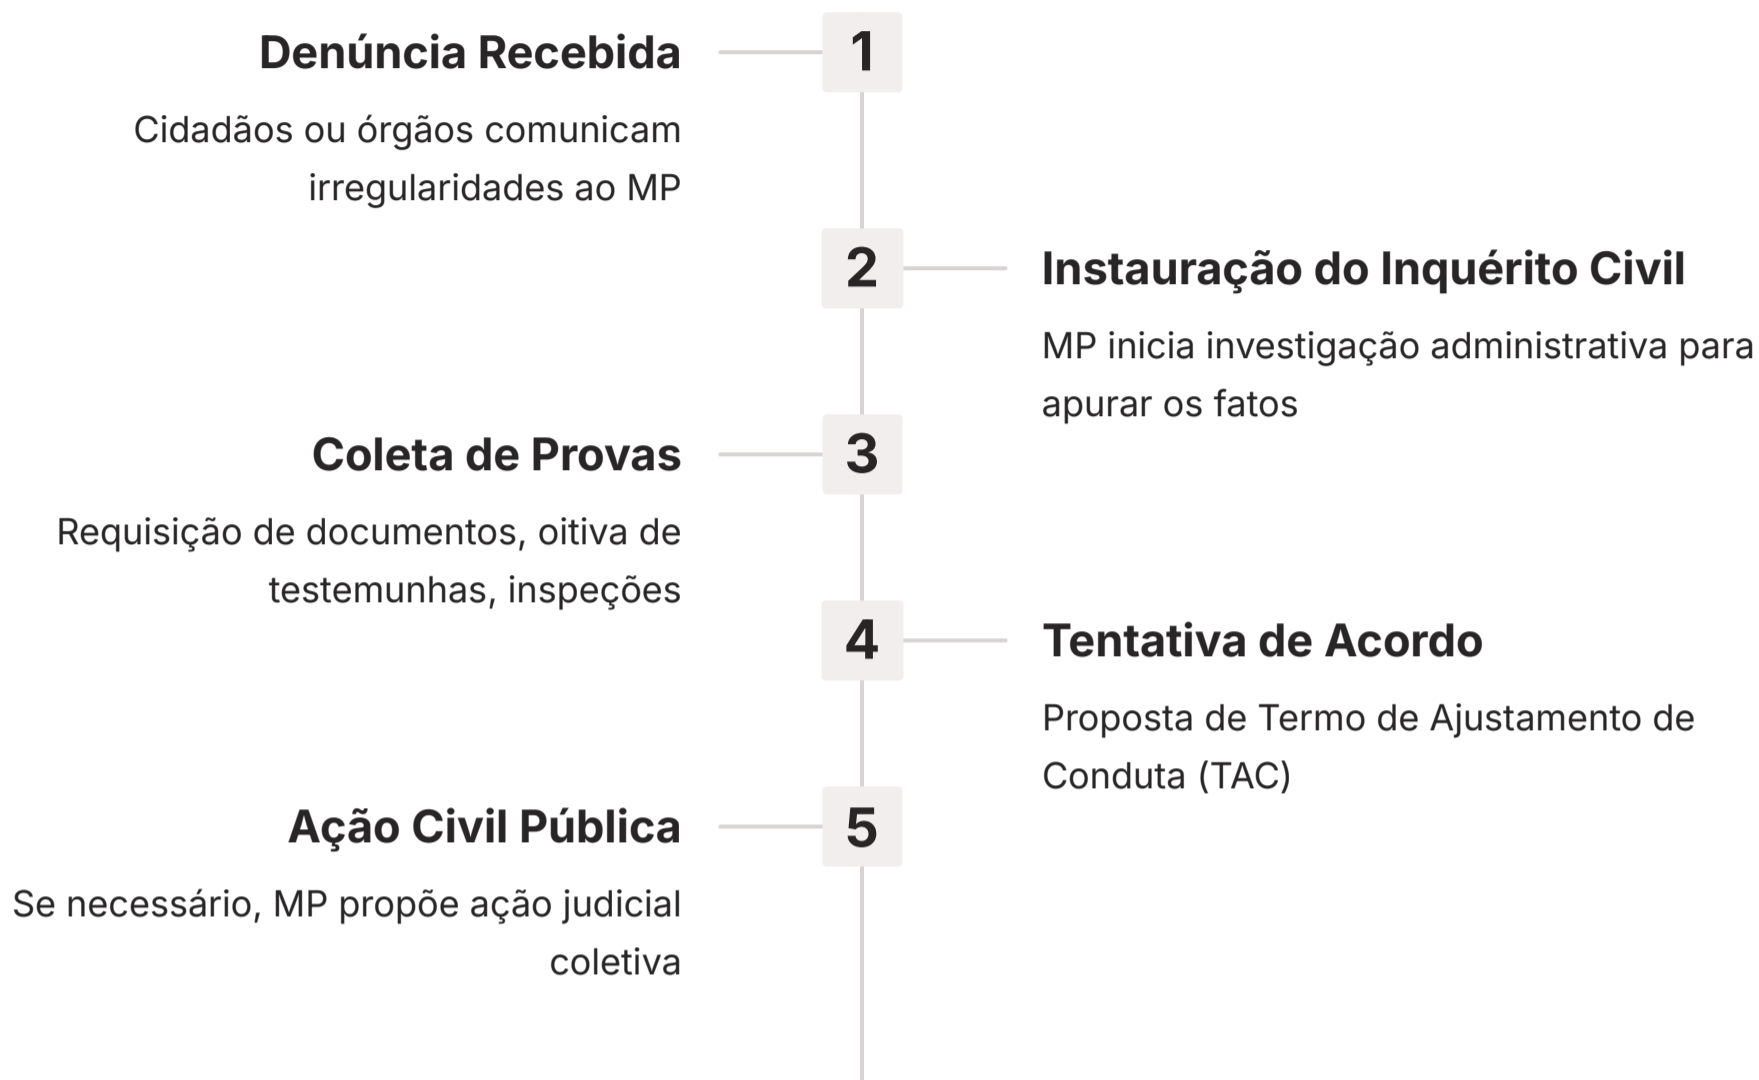 1
Denúncia Recebida
Cidadãos ou órgãos comunicam
irregularidades ao MP
2
Instauração do Inquérito Civil
MP inicia investigação administrativa para
apurar os fatos
3
Coleta de Provas
Requisição de documentos, oitiva de
testemunhas, inspeções
4
Tentativa de Acordo
Proposta de Termo de Ajustamento de
Conduta (TAC)
5
Ação Civil Pública
Se necessário, MP propõe ação judicial
coletiva